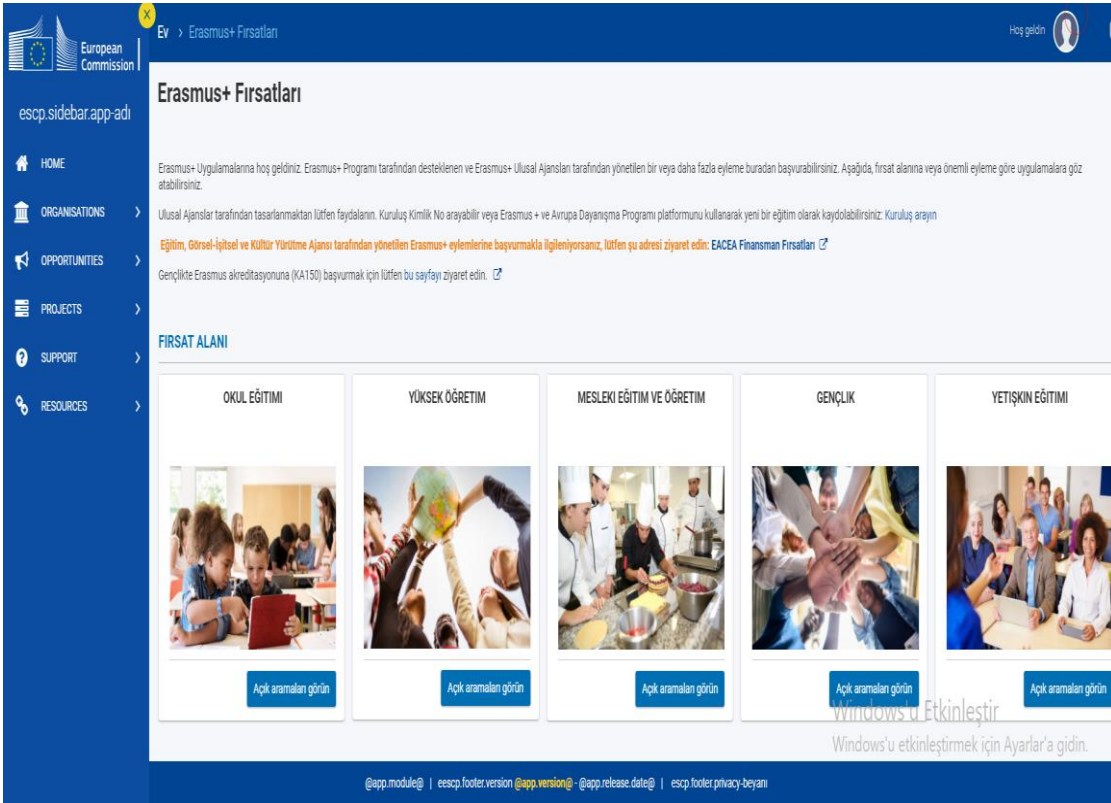 European
Commission
X
Ev > Erasmus+ Fırsatları
Hoş geldin
escp.sidebar.app-adı
HOME
ORGANISATIONS
OPPORTUNITIES
PROJECTS
SUPPORT
RESOURCES
Erasmus+ Fırsatları
Erasmus+ Uygulamalarına hoş geldiniz. Erasmus+ Programı tarafından desteklenen ve Erasmus+ Ulusal Ajansları tarafından yönetilen bir veya daha fazla eyleme buradan başvurabilirsiniz. Aşağıda, fırsat alanına veya önemli eyleme göre uygulamalara göz
atabilirsiniz.
Ulusal Ajanslar tarafından tasarlanmaktan lütfen faydalanın. Kuruluş Kimlik No arayabilir veya Erasmus + ve Avrupa Dayanışma Programı platformunu kullanarak yeni bir eğitim olarak kaydolabilirsiniz: Kuruluş arayın
Eğitim, Görsel-İşitsel ve Kültür Yürütme Ajansı tarafından yönetilen Erasmus+ eylemlerine başvurmakla ilgileniyorsanız, lütfen şu adresi ziyaret edin: EACEA Finansman Fırsatları
Gençlikte Erasmus akreditasyonuna (KA150) başvurmak için lütfen bu sayfayı ziyaret edin.
FIRSAT ALANI
OKUL EĞİTIMI
YÜKSEK ÖĞRETIM
MESLEKI EĞITIM VE ÖĞRETIM
GENÇLIK
YETIŞKIN EĞITIMI
Açık aramaları görün
Açık aramaları görün
Açık aramaları görün
Açık aramaları görün
Açık aramaları görün
Windows'u Etkinleştir
Windows'u etkinleştirmek için Ayarlar'a gidin.
@app.module@ | eescp.footer.version @app.version@ - @app.release.date@ | escp.footer.privacy-beyanı